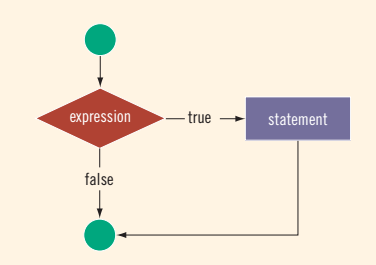 expression
true
statement
false